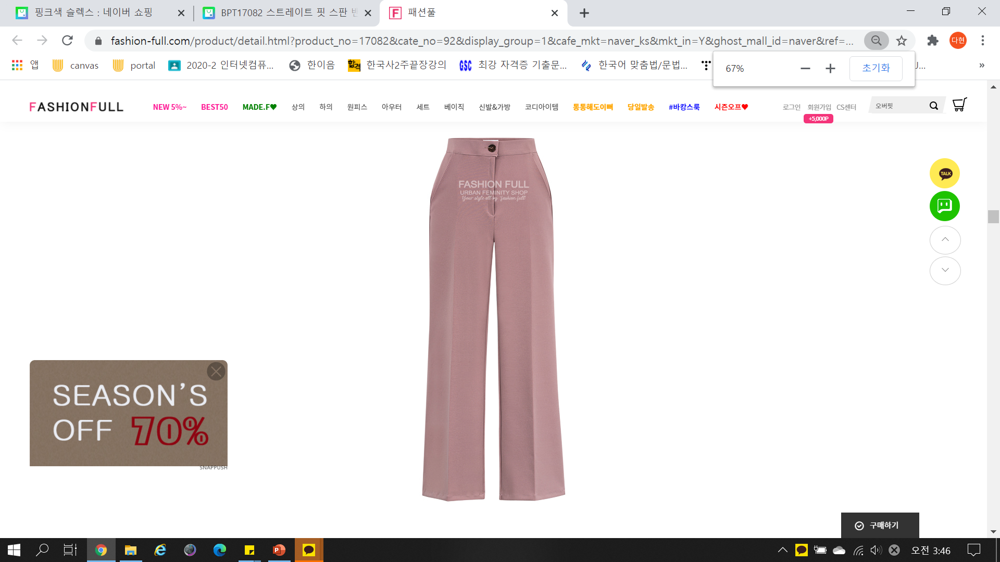 핑크색 슬렉스 : 네이버 쇼핑
BPT17082 스트레이트 핏 스판
패션풀
fashion-full.com/product/detail.html?product_no=17082&cate_no=92&display_group=1&cafe_mkt=naver_ks&mkt_in=Y&ghost_mall_id=naver&ref=...
다현
앱
canvas
portal
2020-2 인터넷컴퓨...
한이음
합격
한국사2주끝장강의
GSC
최강 자격증 기출문...
한국어 맞춤법/문법...
67%
초기화
FASHIONFULL
NEW 5%~
BEST50
MADE.F♥
상의
하의
원피스
아우터
세트
베이직
신발&가방
코디아이템
통통해도이뻐
당일발송
#바캉스룩
시즌오프♥
로그인
회원가입
CS센터
+5,000P
오버핏
FASHION FULL
URBAN FEMINITY SHOP
Your style all by 'fashion full'
TALK
SEASON'S
OFF 70%
SNAPPUSH
구매하기
오전 3:46